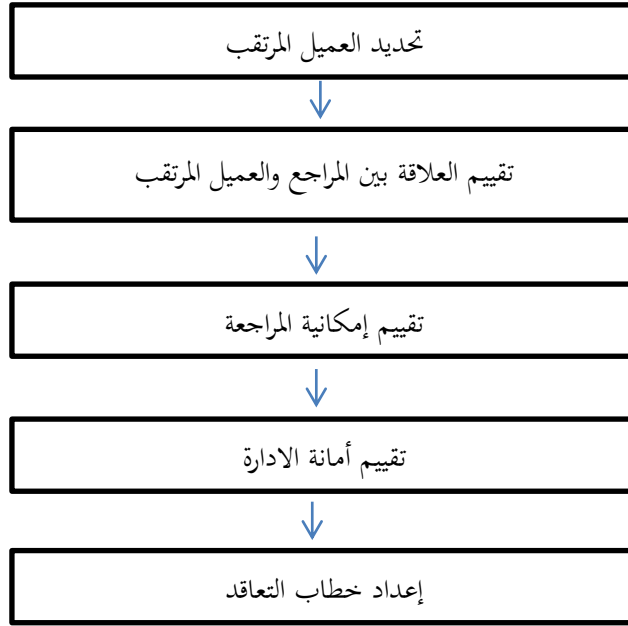 تحديد العميل المرتقب
تقييم العلاقة بين المراجع والعميل المرتقب
تقييم إمكانية المراجعة
تقييم أمانة الادارة
إعداد خطاب التعاقد